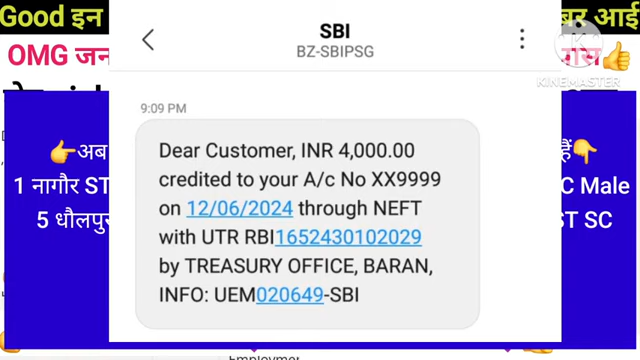 Good इन
बर आई
OMG जन
KINEMASTER
SBI
BZ-SBIPSG
9:09 PM
Dear Customer, INR 4,000.00
credited to your A/c No XX9999
on 12/06/2024 through NEFT
with UTR RBI1652430102029
by TREASURY OFFICE, BARAN,
INFO: UEM020649-SBI
👉अब
हैं👇
1 नागौर ST
C Male
5 धौलपु
ST SC